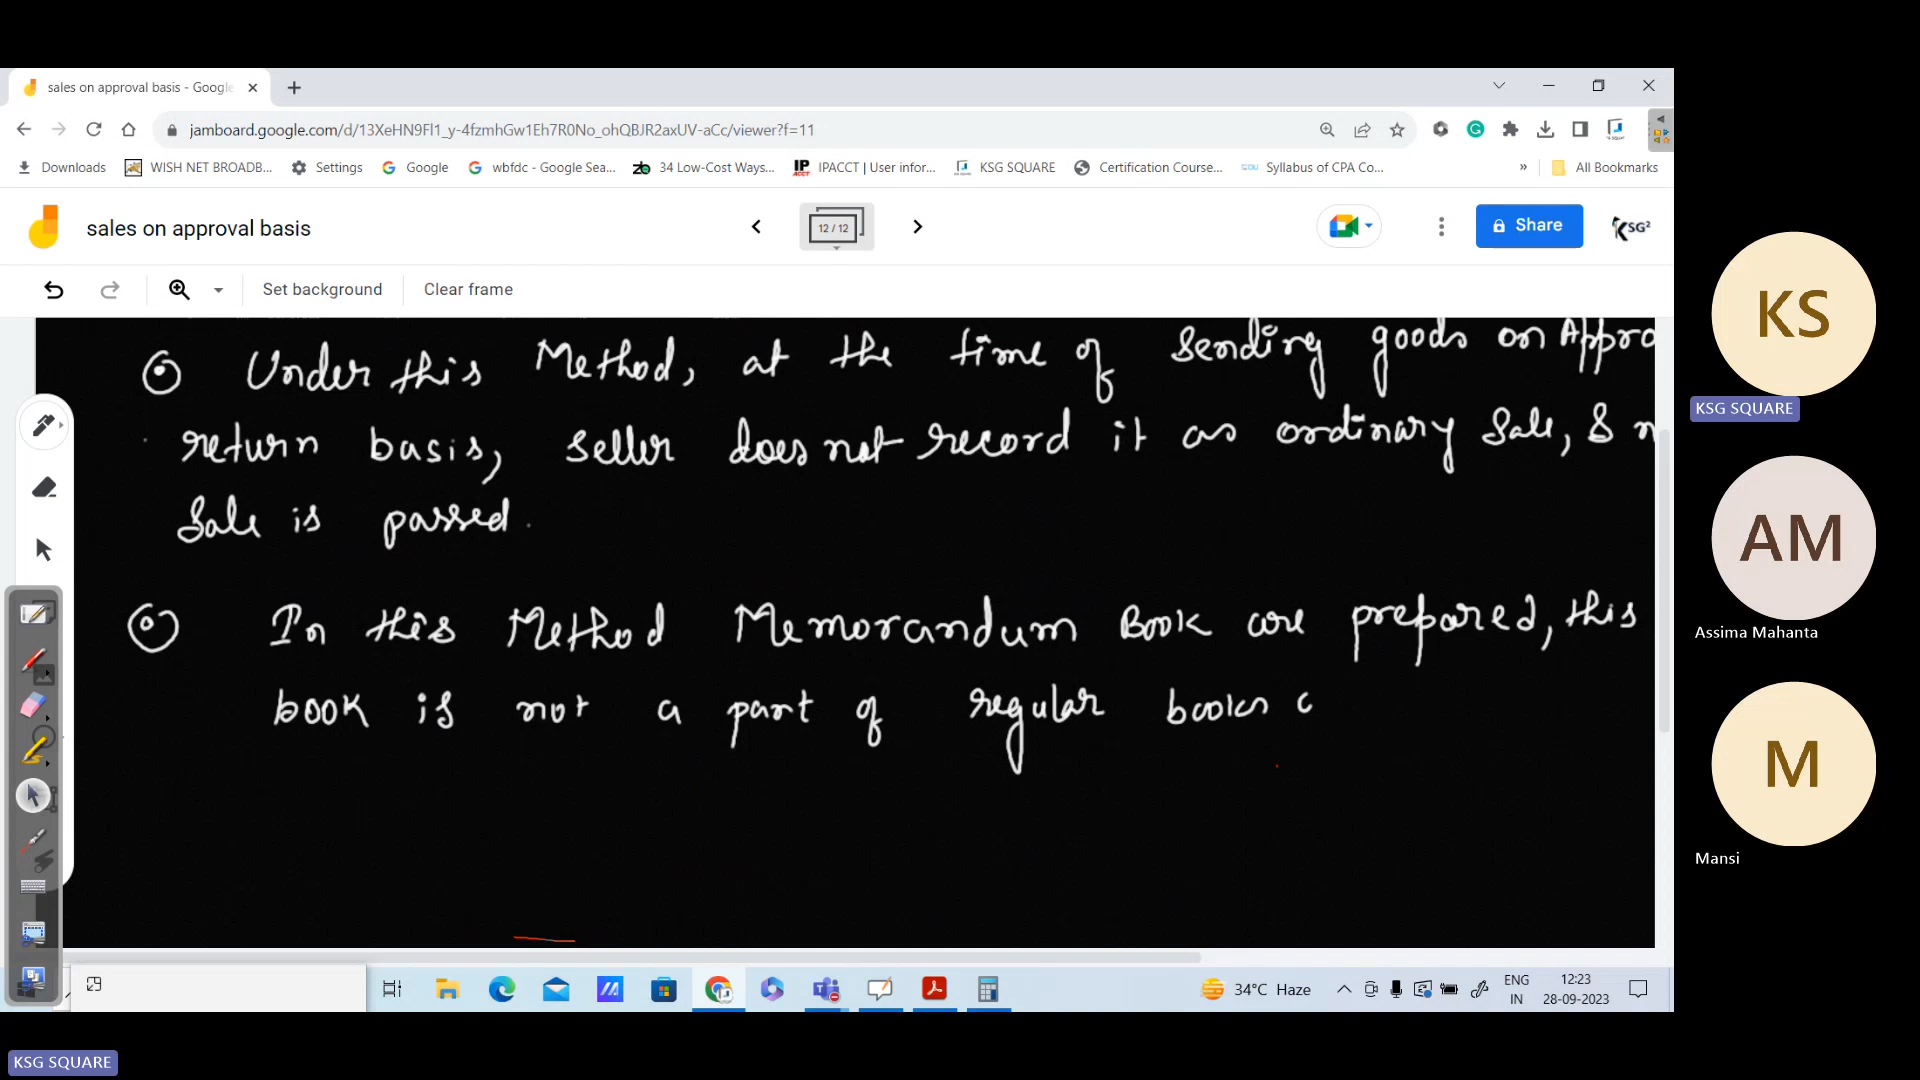 sales on approval basis - Google
jamboard.google.com/d/13XeHN9Fl1_y-4fzmhGw1Eh7R0No_ohQBJR2axUV-aCc/viewer?f=11
Downloads WISH NET BROADB... Settings Google wbfdc - Google Sea... 34 Low-Cost Ways... IPACCT | User infor... KSG SQUARE Certification Course... Syllabus of CPA Co... » All Bookmarks
sales on approval basis 12 / 12 Share KSG²
Set background Clear frame
Under this Method, at the time of Sending goods on Appro
return basis, seller does not record it as ordinary Sale, & n
Sale is passed.
In this Method Memorandum Book are prepared, this
book is not a part of regular books
34°C Haze ENG IN 12:23 28-09-2023
KS
KSG SQUARE
AM
Assima Mahanta
M
Mansi
KSG SQUARE